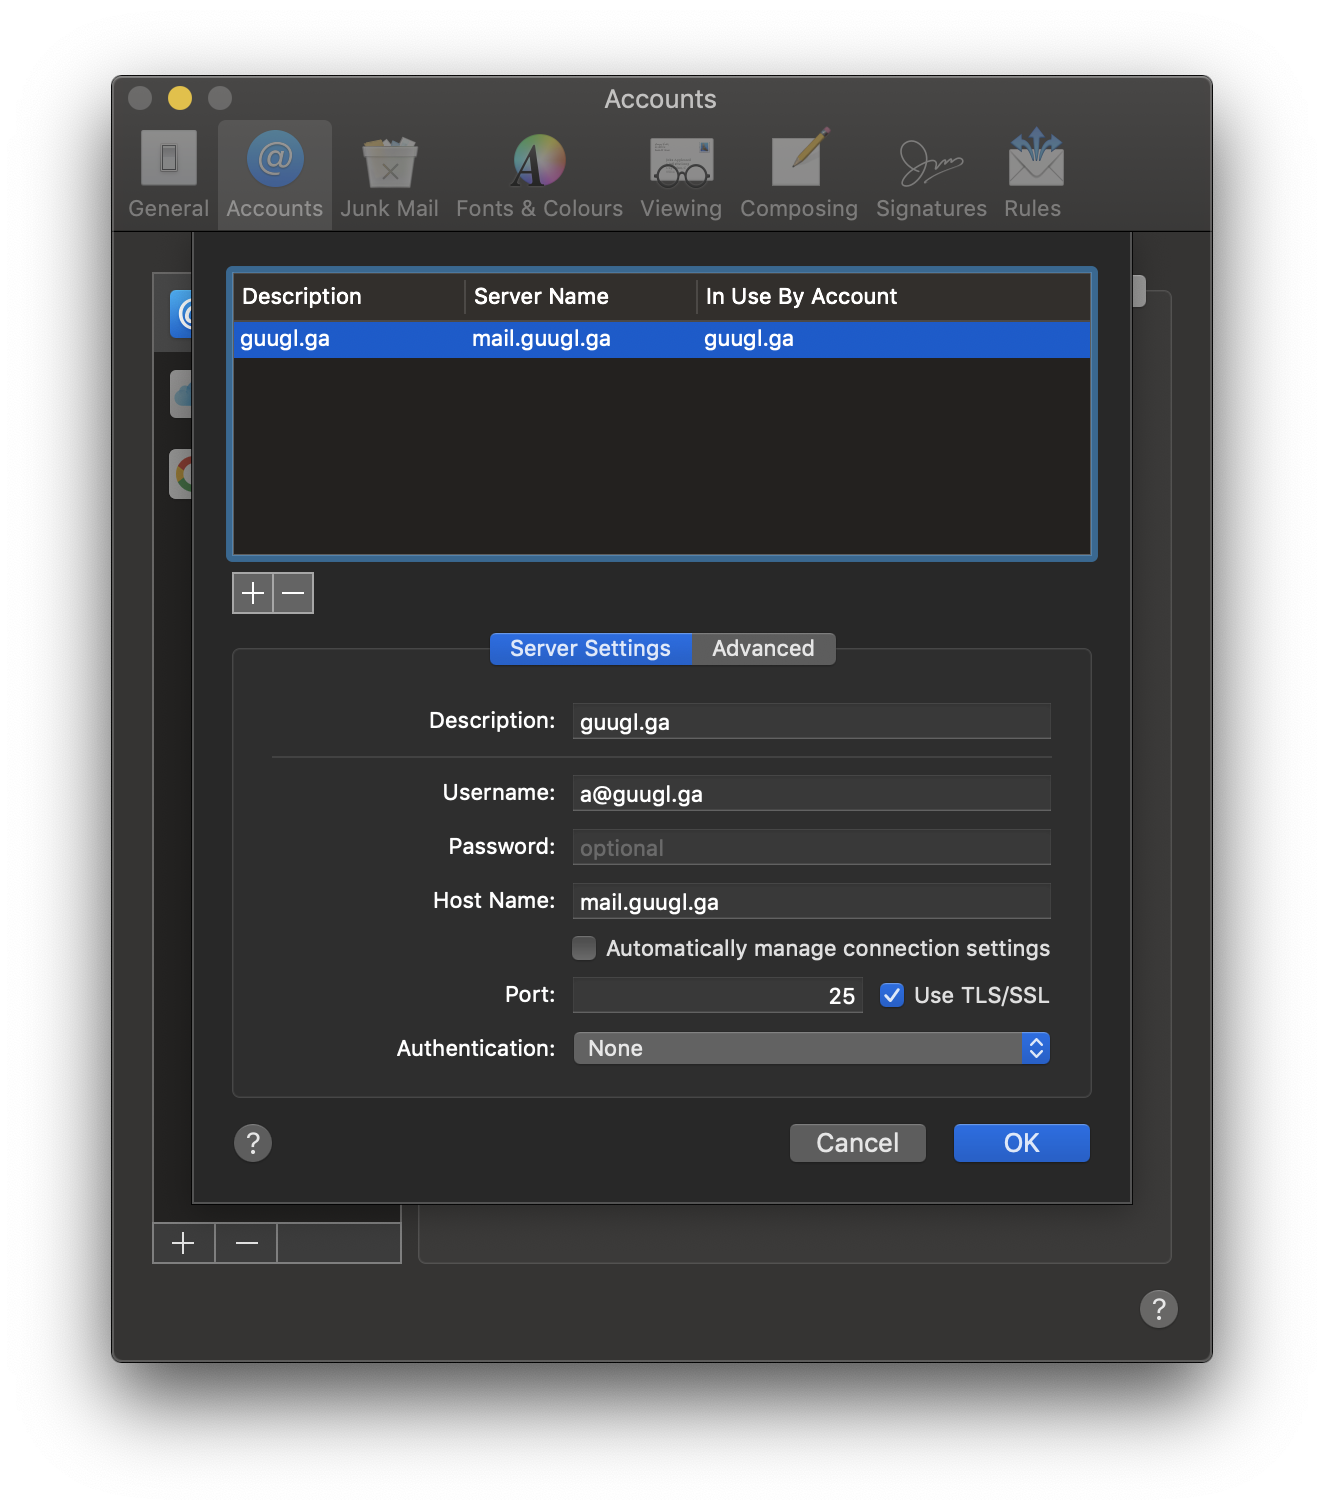 Accounts
General Accounts Junk Mail Fonts & Colours Viewing Composing Signatures Rules
Description Server Name In Use By Account
guugl.ga mail.guugl.ga guugl.ga
Server Settings Advanced
Description: guugl.ga
Username: a@guugl.ga
Password: optional
Host Name: mail.guugl.ga
Automatically manage connection settings
Port: 25 Use TLS/SSL
Authentication: None
? Cancel OK
?